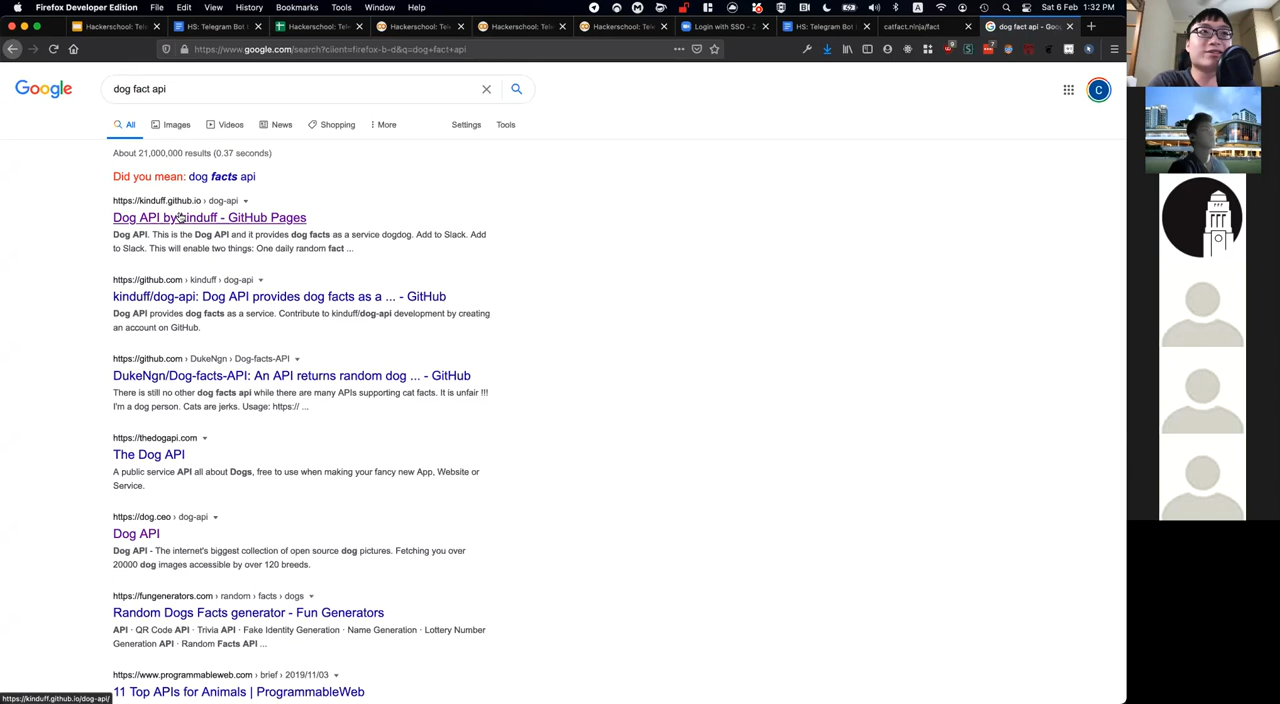 Firefox Developer Edition File Edit View History Bookmarks Tools Window Help Sat 6 Feb 1:32 PM
Hackerschool: HS: Telegram Bot Hackerschool: Tele Hackerschool: Tele Hackerschool: Tele Hackerschool: Tele Login with SSO - Z HS: Telegram Bot catfact.ninja/fact dog fact api - Goo
https://www.google.com/search?client=firefox-b-d&q=dog+fact+api
Google
dog fact api
C
All Images Videos News Shopping More Settings Tools
About 21,000,000 results (0.37 seconds)
Did you mean: dog facts api
https://kinduff.github.io › dog-api
Dog API by kinduff - GitHub Pages
Dog API. This is the Dog API and it provides dog facts as a service dogdog. Add to Slack. Add
to Slack. This will enable two things: One daily random fact ...
https://github.com › kinduff › dog-api
kinduff/dog-api: Dog API provides dog facts as a ... - GitHub
Dog API provides dog facts as a service. Contribute to kinduff/dog-api development by creating
an account on GitHub.
https://github.com › DukeNgn › Dog-facts-API
DukeNgn/Dog-facts-API: An API returns random dog ... - GitHub
There is still no other dog facts api while there are many APIs supporting cat facts. It is unfair !!!
I'm a dog person. Cats are jerks. Usage: https:// ...
https://thedogapi.com
The Dog API
A public service API all about Dogs, free to use when making your fancy new App, Website or
Service.
https://dog.ceo › dog-api
Dog API
Dog API - The internet's biggest collection of open source dog pictures. Fetching you over
20000 dog images accessible by over 120 breeds.
https://fungenerators.com › random › facts › dogs
Random Dogs Facts generator - Fun Generators
API · QR Code API · Trivia API · Fake Identity Generation · Name Generation · Lottery Number
Generation API · Random Facts API ...
https://www.programmableweb.com › brief › 2019/11/03
11 Top APIs for Animals | ProgrammableWeb
https://kinduff.github.io/dog-api/